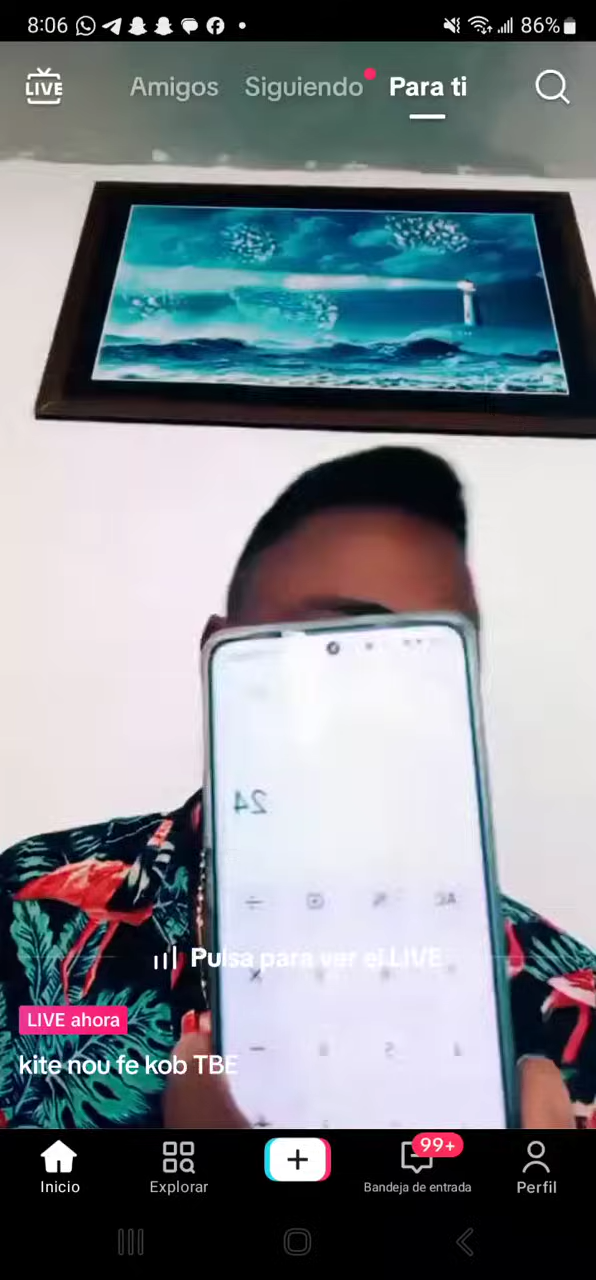 8:06 86%
LIVE Amigos Siguiendo Para ti
24
AC
÷
×
−
+
Pulsa para ver el LIVE
LIVE ahora
kite nou fe kob TBE
99+
Inicio Explorar Bandeja de entrada Perfil